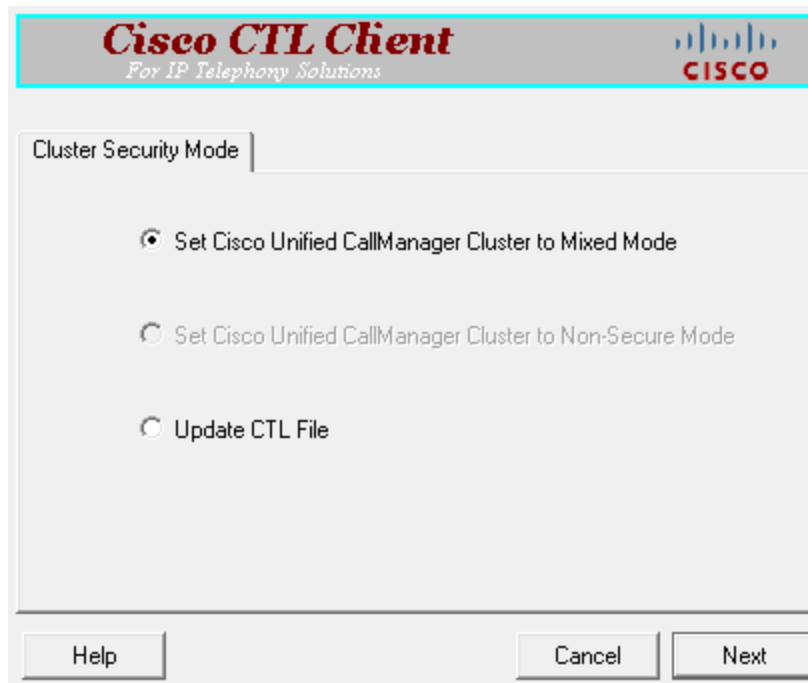 Cisco CTL Client
For IP Telephony Solutions
CISCO
Cluster Security Mode
Set Cisco Unified CallManager Cluster to Mixed Mode
Set Cisco Unified CallManager Cluster to Non-Secure Mode
Update CTL File
Help
Cancel
Next